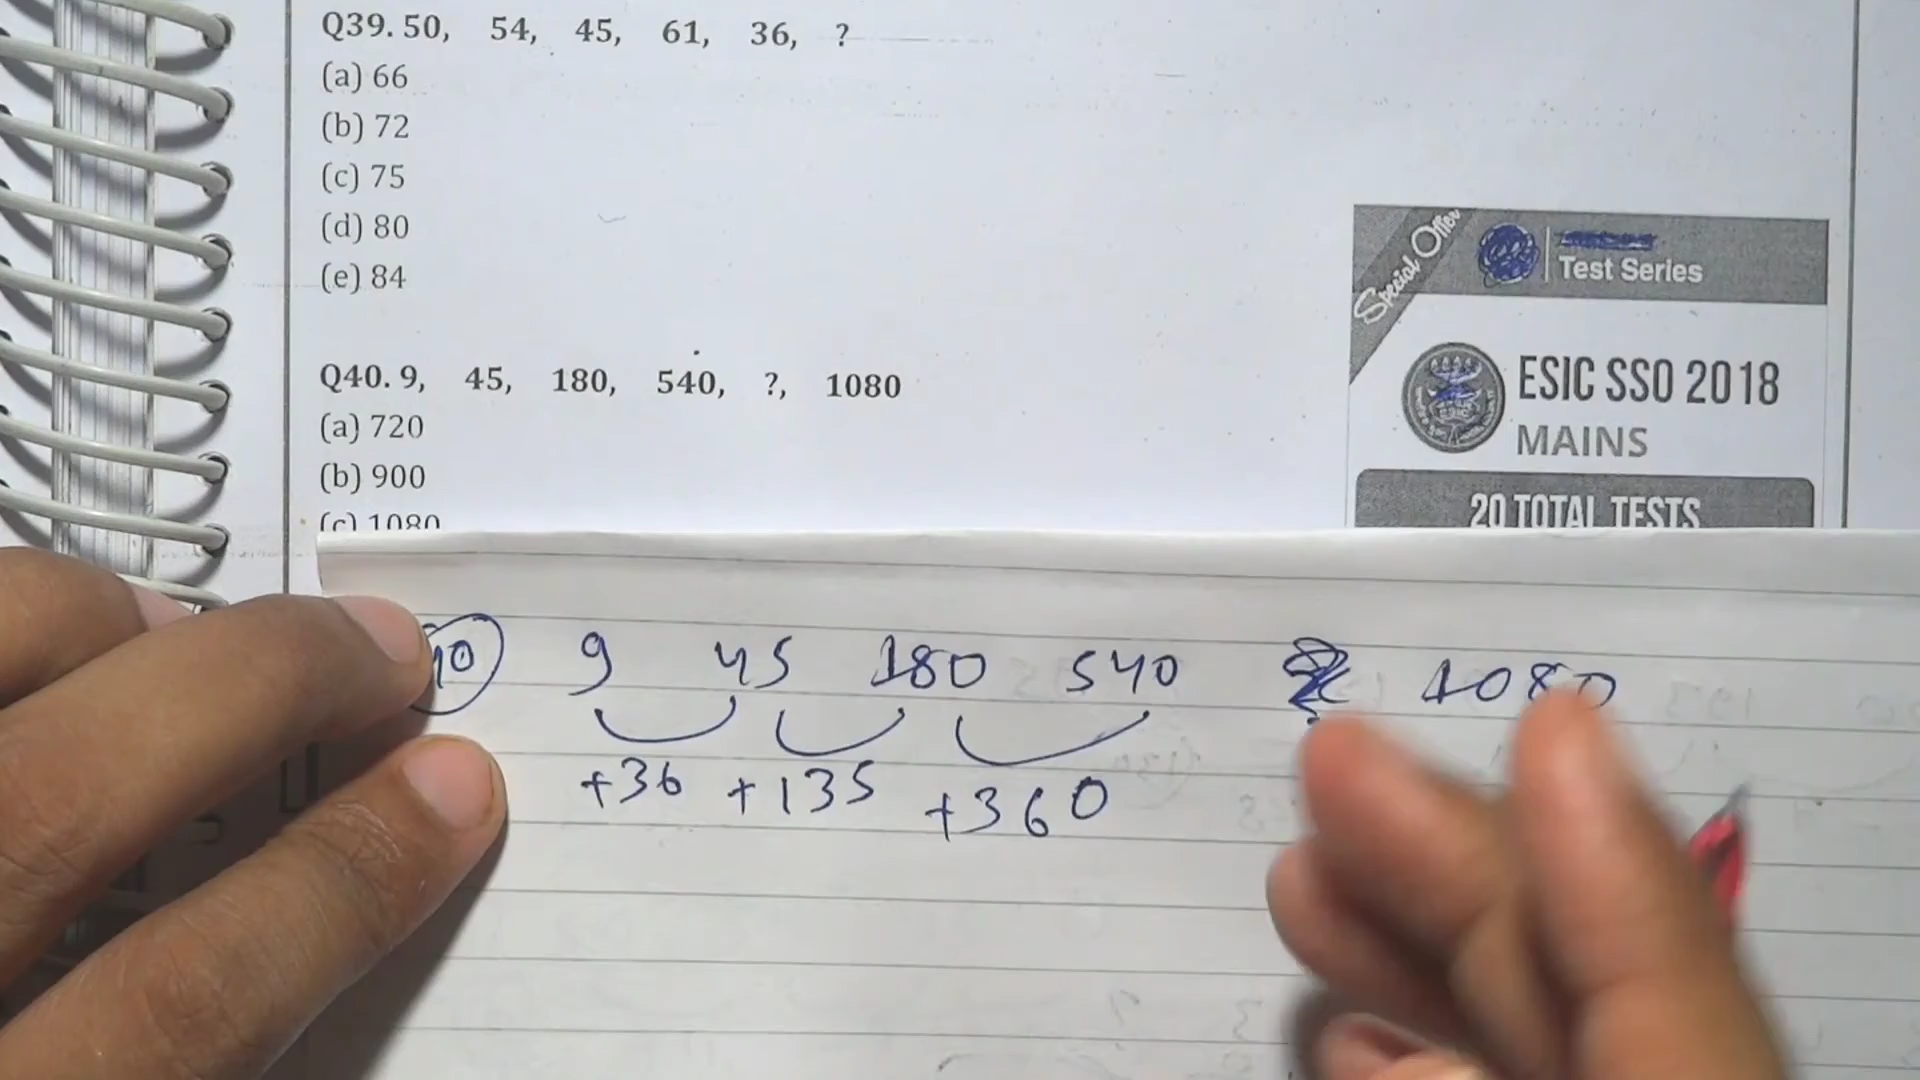 Q39. 50, 54, 45, 61, 36, ?
(a) 66
(b) 72
(c) 75
(d) 80
(e) 84
Special Offer
Test Series
ESIC SSO 2018
MAINS
20 TOTAL TESTS
Q40. 9, 45, 180, 540, ?, 1080
(a) 720
(b) 900
(c) 1080
9 45 180 540 1080
+36 +135 +360